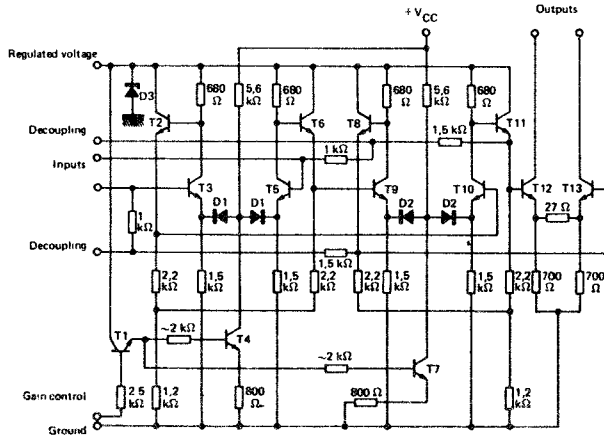 + VCC
Outputs
Regulated voltage
D3
680
Ω
5,6
kΩ
680
Ω
680
Ω
5,6
kΩ
680
Ω
T2
T6
T8
T11
Decoupling
1,5 kΩ
Inputs
1 kΩ
T3
T5
T9
T10
T12
T13
D1
D1
D2
D2
27 Ω
1
kΩ
Decoupling
1,5 kΩ
2,2
kΩ
1,5
kΩ
1,5
kΩ
2,2
kΩ
2,2
kΩ
1,5
kΩ
1,5
kΩ
2,2
kΩ
700
Ω
700
Ω
T1
~2 kΩ
T4
~2 kΩ
T7
Gain control
2.5
kΩ
1,2
kΩ
800
Ω
800 Ω
1,2
kΩ
Ground